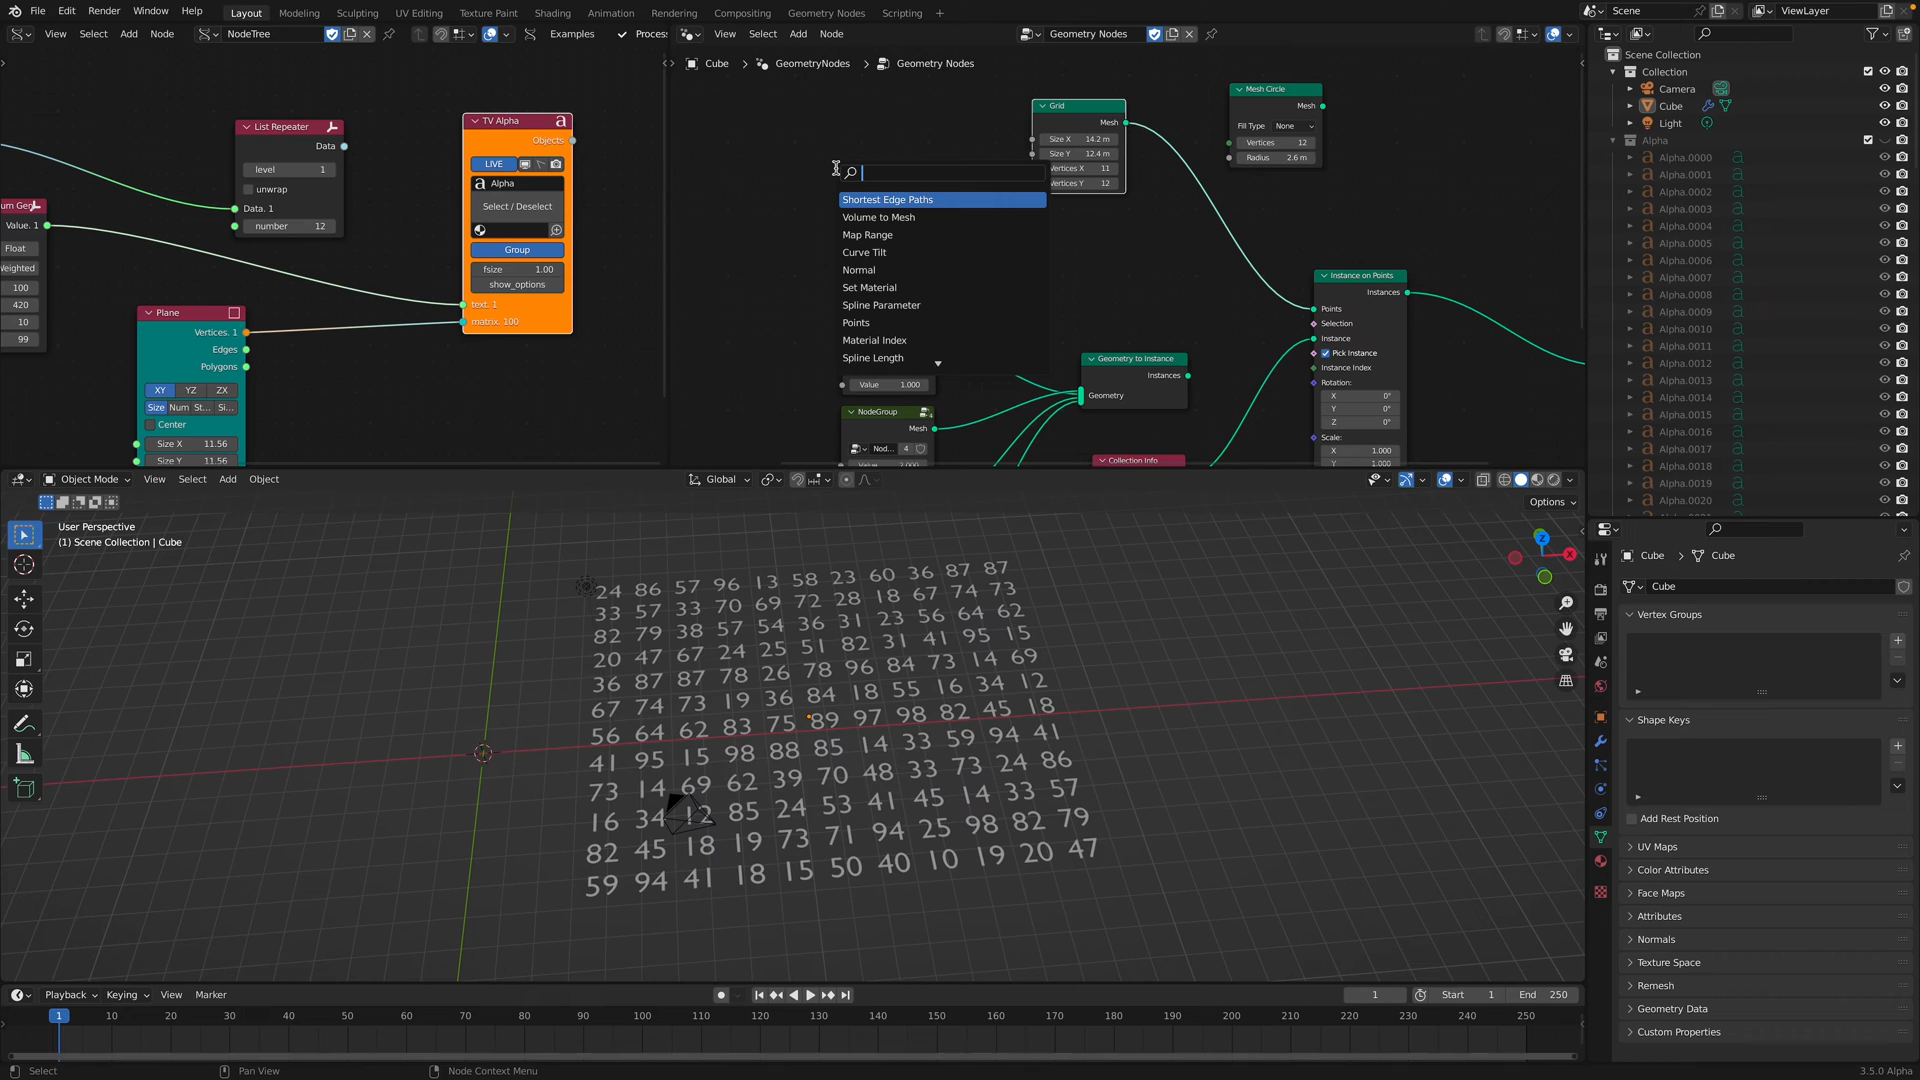 File Edit Render Window Help Layout Modeling Sculpting UV Editing Texture Paint Shading Animation Rendering Compositing Geometry Nodes Scripting + Scene ViewLayer
View Select Add Node NodeTree Examples Process View Select Add Node Geometry Nodes
Cube > GeometryNodes > Geometry Nodes
List Repeater
Data
level 1
unwrap
Data. 1
number 12
Value. 1
Float
100
420
10
99
Plane
Vertices. 1
Edges
Polygons
XY YZ ZX
Size Num St... Si...
Center
Size X 11.56
Size Y 11.56
TV Alpha
Objects
LIVE
Alpha
Select / Deselect
Group
fsize 1.00
show_options
text. 1
matrix. 100
Grid
Mesh
Size X 14.2 m
Size Y 12.4 m
Vertices X 11
Vertices Y 12
Mesh Circle
Mesh
Fill Type None
Vertices 12
Radius 2.6 m
Shortest Edge Paths
Volume to Mesh
Map Range
Curve Tilt
Normal
Set Material
Spline Parameter
Points
Material Index
Spline Length
Value 1.000
NodeGroup
Mesh
Nod... 4
Geometry to Instance
Instances
Geometry
Collection Info
Instance on Points
Instances
Points
Selection
Instance
Pick Instance
Instance Index
Rotation:
X 0°
Y 0°
Z 0°
Scale:
X 1.000
Y 1.000
Scene Collection
Collection
Camera
Cube
Light
Alpha
Alpha.0000
Alpha.0001
Alpha.0002
Alpha.0003
Alpha.0004
Alpha.0005
Alpha.0006
Alpha.0007
Alpha.0008
Alpha.0009
Alpha.0010
Alpha.0011
Alpha.0012
Alpha.0013
Alpha.0014
Alpha.0015
Alpha.0016
Alpha.0017
Alpha.0018
Alpha.0019
Alpha.0020
Object Mode View Select Add Object Global
Options
User Perspective
(1) Scene Collection | Cube
Z
X
24 86 57 96 13 58 23 60 36 87 87
33 57 33 70 69 72 28 18 67 74 73
82 79 38 57 54 36 31 23 56 64 62
20 47 67 24 25 51 82 31 41 95 15
36 87 87 78 26 78 96 84 73 14 69
67 74 73 19 36 84 18 55 16 34 12
56 64 62 83 75 89 97 98 82 45 18
41 95 15 98 88 85 14 33 59 94 41
73 14 69 62 39 70 48 33 73 24 86
16 34 12 85 24 53 41 45 14 33 57
82 45 18 19 73 71 94 25 98 82 79
59 94 41 18 15 50 40 10 19 20 47
Cube > Cube
Cube
Vertex Groups
Shape Keys
Add Rest Position
UV Maps
Color Attributes
Face Maps
Attributes
Normals
Texture Space
Remesh
Geometry Data
Custom Properties
Playback Keying View Marker 1 Start 1 End 250
1 10 20 30 40 50 60 70 80 90 100 110 120 130 140 150 160 170 180 190 200 210 220 230 240 250
Select Pan View Node Context Menu 3.5.0 Alpha